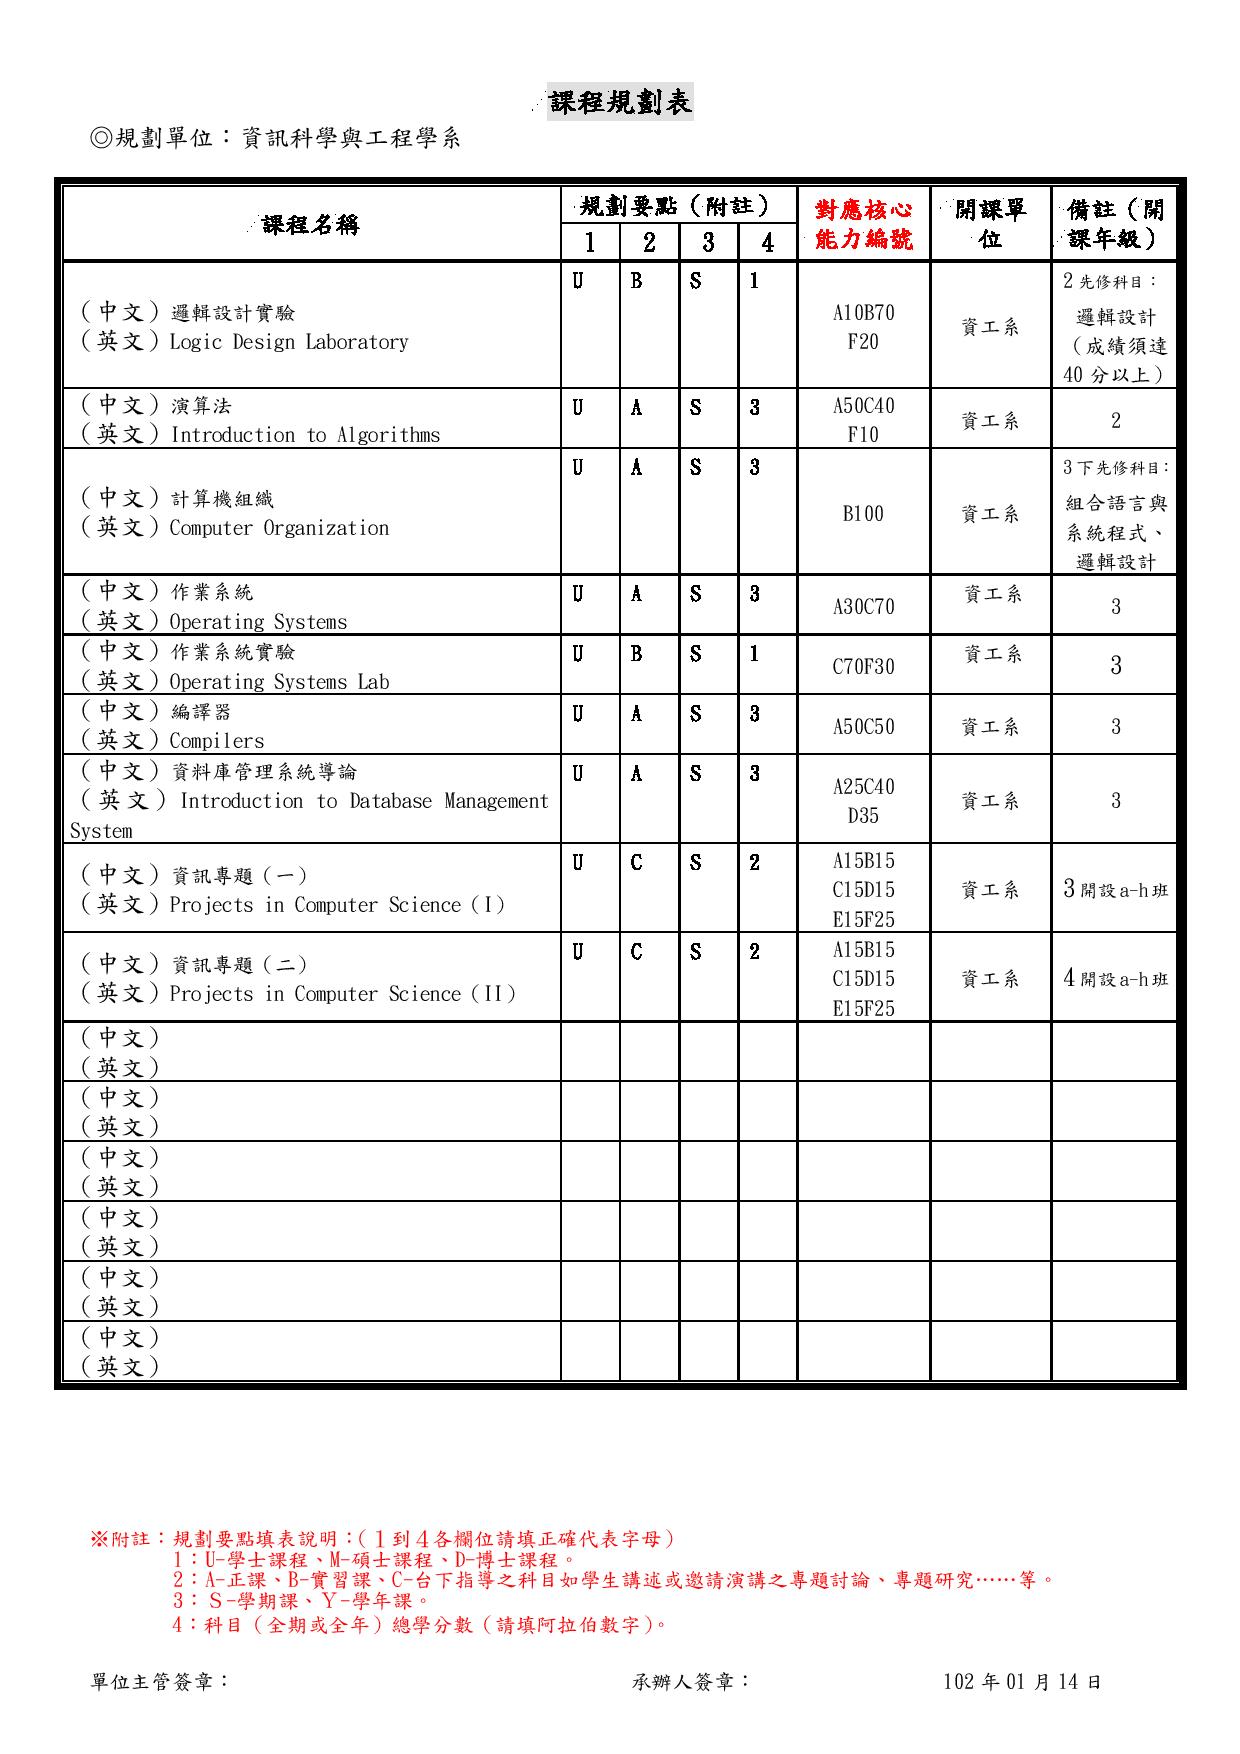 課程規劃表
◎規劃單位：資訊科學與工程學系
課程名稱 規劃要點（附註） 對應核心能力編號 開課單位 備註（開課年級）
1 2 3 4
（中文）邏輯設計實驗
（英文）Logic Design Laboratory
U B S 1
A10B70
F20
資工系
2 先修科目：
邏輯設計
（成績須達
40 分以上）
（中文）演算法
（英文）Introduction to Algorithms
U A S 3
A50C40
F10
資工系
2
（中文）計算機組織
（英文）Computer Organization
U A S 3
B100
資工系
3 下先修科目：
組合語言與
系統程式、
邏輯設計
（中文）作業系統
（英文）Operating Systems
U A S 3
A30C70
資工系
3
（中文）作業系統實驗
（英文）Operating Systems Lab
U B S 1
C70F30
資工系
3
（中文）編譯器
（英文）Compilers
U A S 3
A50C50
資工系
3
（中文）資料庫管理系統導論
（英文）Introduction to Database Management
System
U A S 3
A25C40
D35
資工系
3
（中文）資訊專題（一）
（英文）Projects in Computer Science（I）
U C S 2
A15B15
C15D15
E15F25
資工系
3 開設 a-h 班
（中文）資訊專題（二）
（英文）Projects in Computer Science（II）
U C S 2
A15B15
C15D15
E15F25
資工系
4 開設 a-h 班
（中文）
（英文）
（中文）
（英文）
（中文）
（英文）
（中文）
（英文）
（中文）
（英文）
（中文）
（英文）
※附註：規劃要點填表說明：（１到４各欄位請填正確代表字母）
1：U-學士課程、M-碩士課程、D-博士課程。
2：A-正課、B-實習課、C-台下指導之科目如學生講述或邀請演講之專題討論、專題研究……等。
3：Ｓ-學期課、Ｙ-學年課。
4：科目（全期或全年）總學分數（請填阿拉伯數字）。
單位主管簽章： 承辦人簽章： 102 年 01 月 14 日